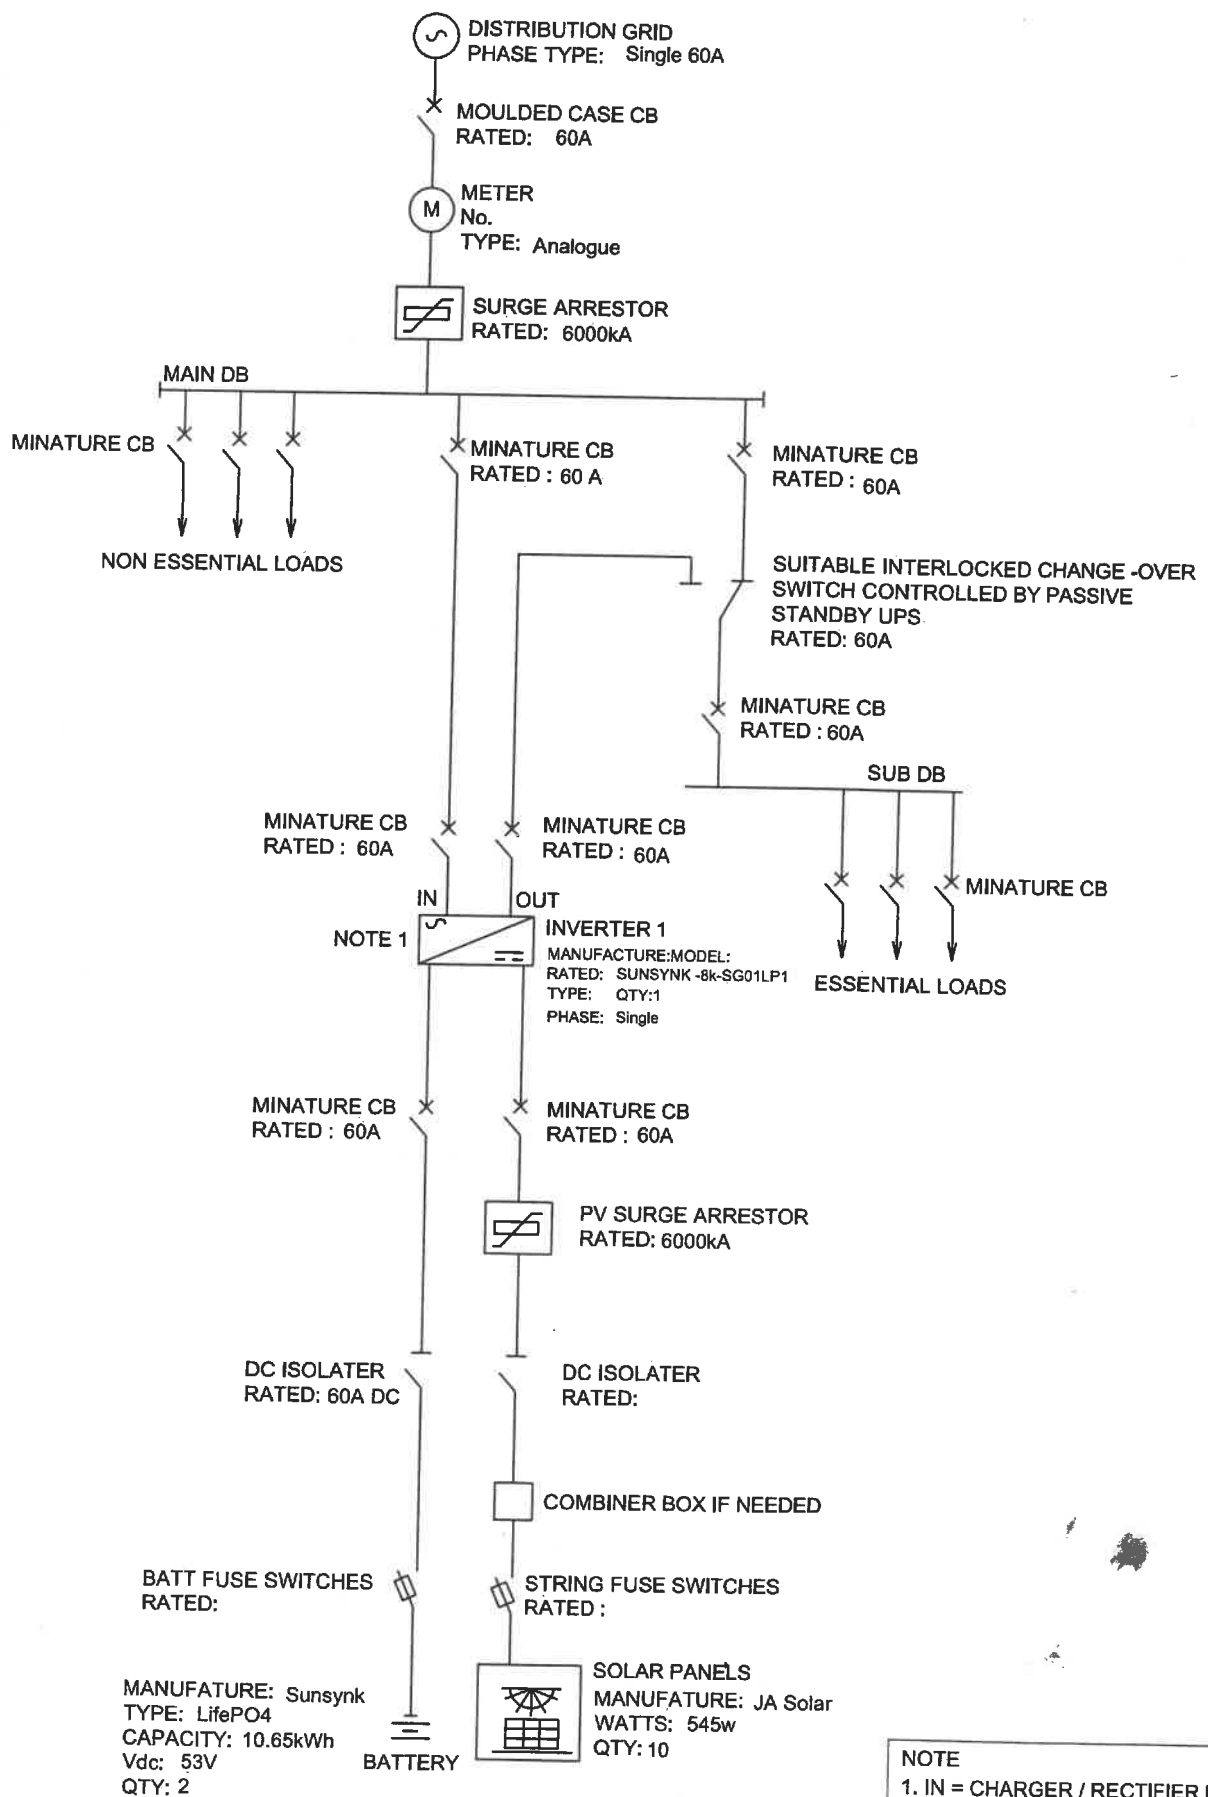 DISTRIBUTION GRID
PHASE TYPE: Single 60A
MOULDED CASE CB
RATED: 60A
M
METER
No.
TYPE: Analogue
SURGE ARRESTOR
RATED: 6000kA
MAIN DB
MINATURE CB
MINATURE CB
RATED : 60 A
MINATURE CB
RATED : 60A
NON ESSENTIAL LOADS
SUITABLE INTERLOCKED CHANGE -OVER
SWITCH CONTROLLED BY PASSIVE
STANDBY UPS
RATED: 60A
MINATURE CB
RATED : 60A
SUB DB
MINATURE CB
RATED : 60A
MINATURE CB
RATED : 60A
MINATURE CB
IN
OUT
NOTE 1
INVERTER 1
MANUFACTURE:MODEL:
RATED: SUNSYNK -8k-SG01LP1
TYPE: QTY:1
PHASE: Single
ESSENTIAL LOADS
MINATURE CB
RATED : 60A
MINATURE CB
RATED : 60A
PV SURGE ARRESTOR
RATED: 6000kA
DC ISOLATER
RATED: 60A DC
DC ISOLATER
RATED:
COMBINER BOX IF NEEDED
BATT FUSE SWITCHES
RATED:
STRING FUSE SWITCHES
RATED :
MANUFATURE: Sunsynk
TYPE: LifePO4
CAPACITY: 10.65kWh
Vdc: 53V
QTY: 2
BATTERY
SOLAR PANELS
MANUFATURE: JA Solar
WATTS: 545w
QTY: 10
NOTE
1. IN = CHARGER / RECTIFIER